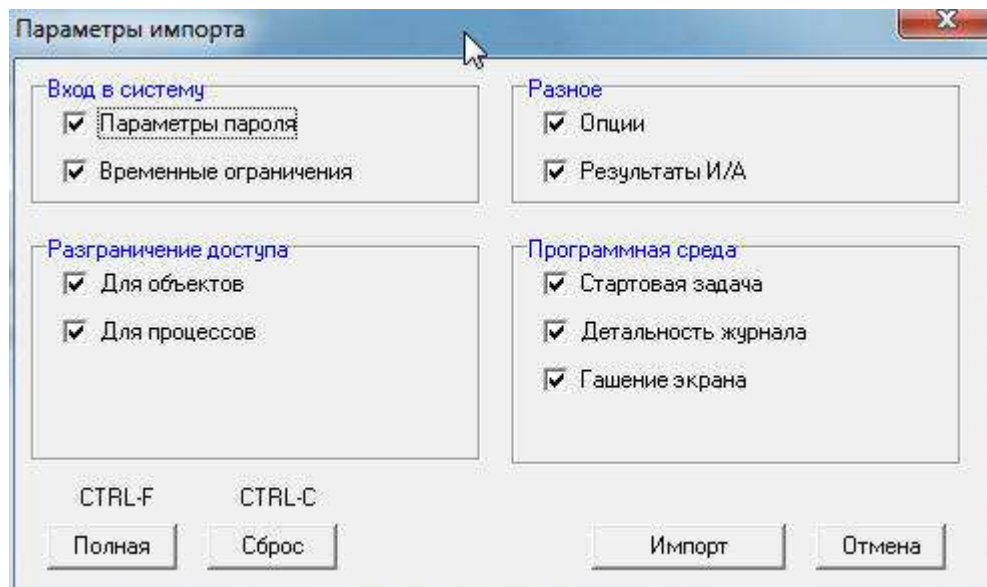 Параметры импорта
Вход в систему
Параметры пароля
Временные ограничения
Разное
Опции
Результаты И/А
Разграничение доступа
Для объектов
Для процессов
Программная среда
Стартовая задача
Детальность журнала
Гашение экрана
CTRL-F CTRL-C
Полная Сброс Импорт Отмена